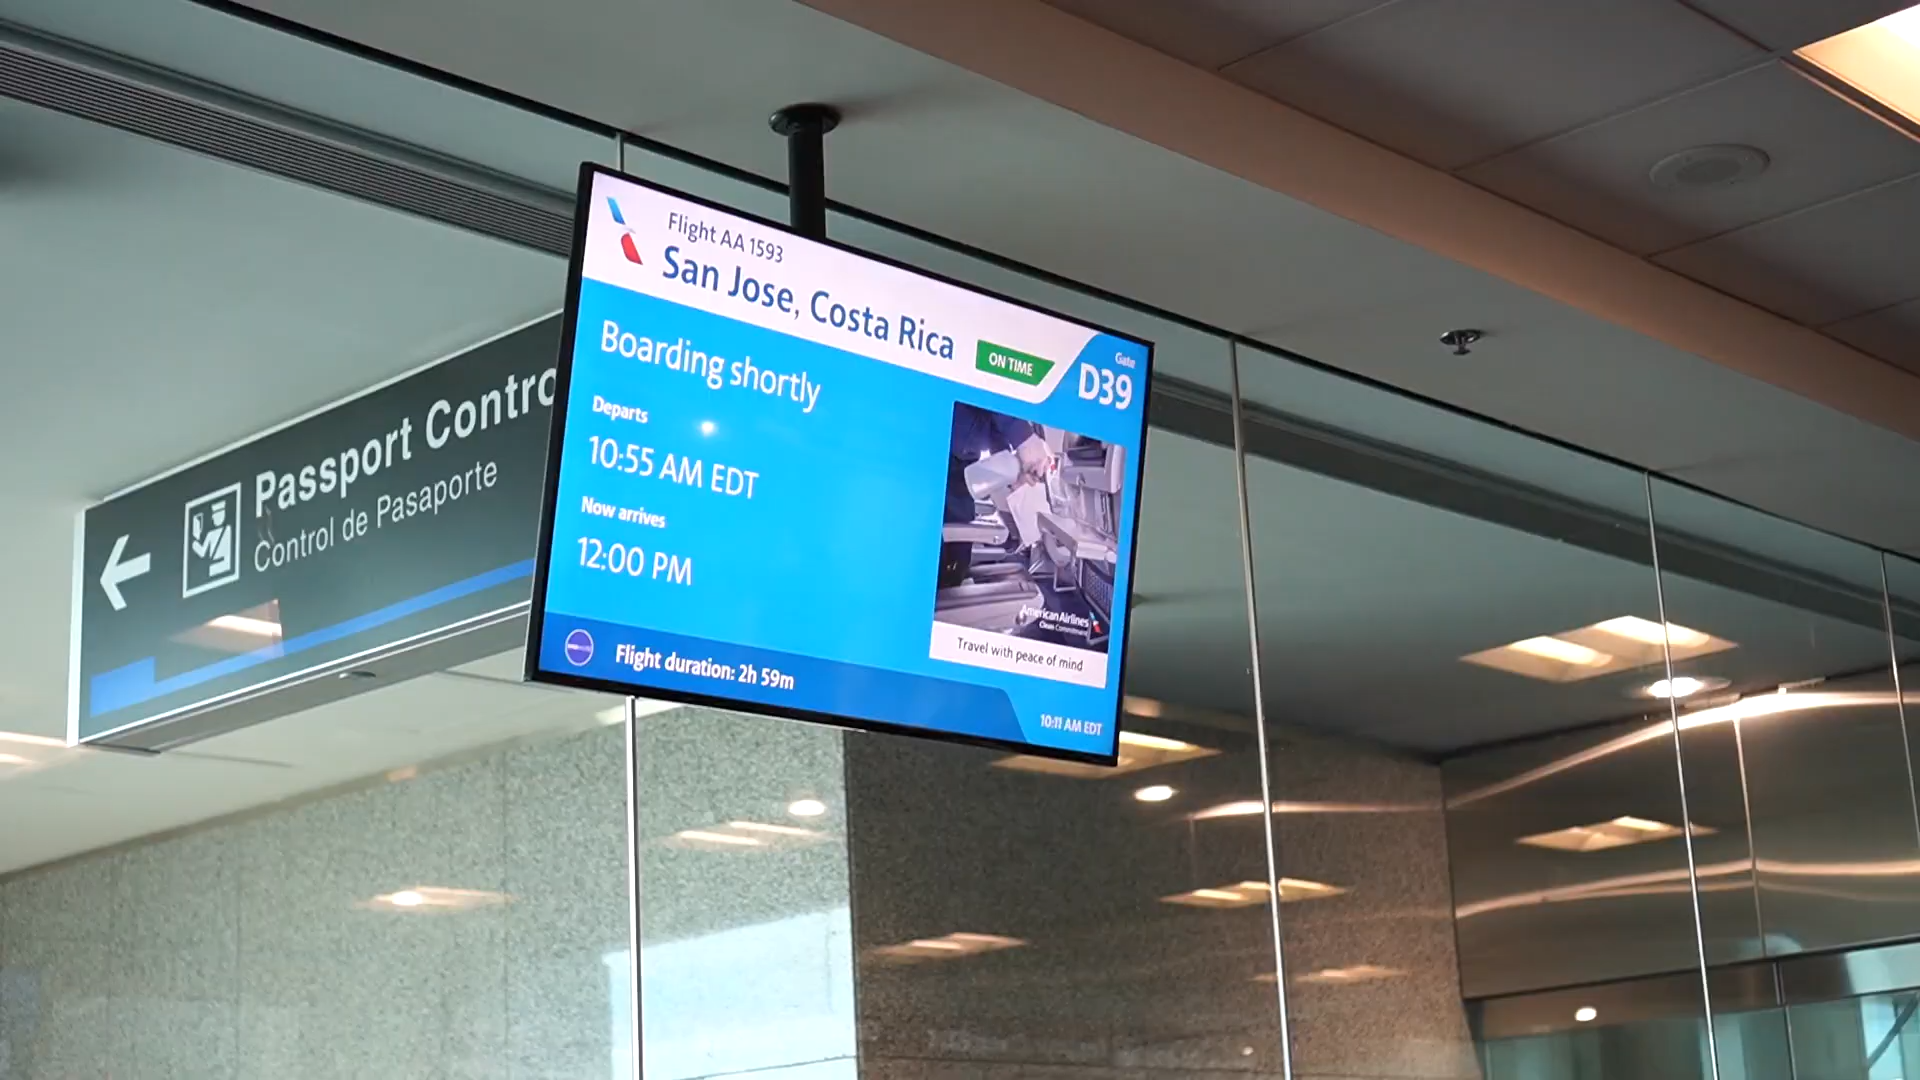 Flight AA 1593
San Jose, Costa Rica
ON TIME
Gate
D39
Boarding shortly
Departs
10:55 AM EDT
Now arrives
12:00 PM
American Airlines
Clean Commitment
Travel with peace of mind
Flight duration: 2h 59m
10:11 AM EDT
Passport Contro
Control de Pasaporte